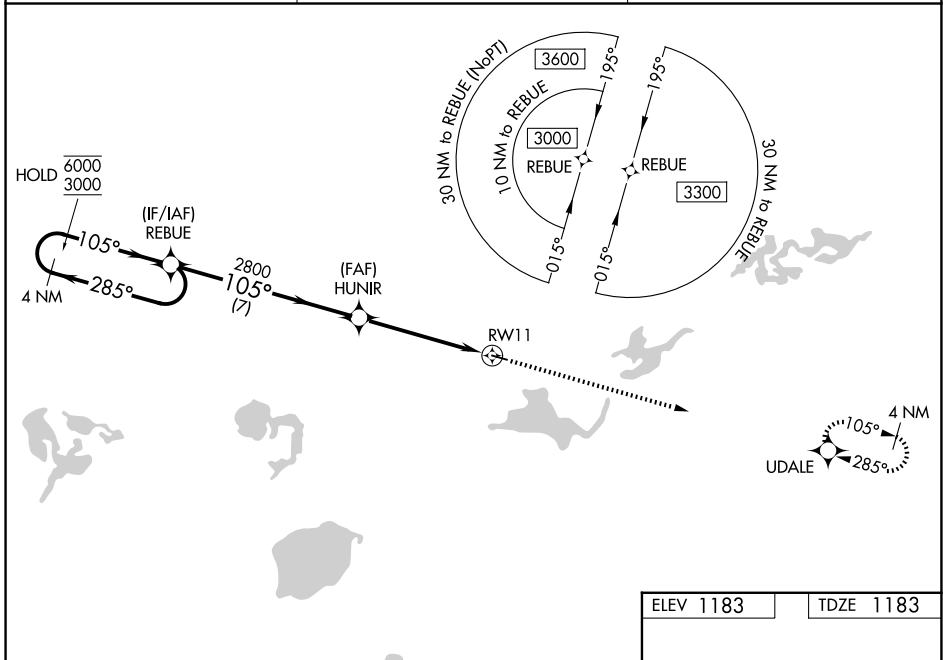 30 NM to REBUE (NoPT)
3600
195°
10 NM to REBUE
3000
REBUE
015°
195°
REBUE
3300
30 NM to REBUE
015°
HOLD 6000
3000
105°
285°
4 NM
(IF/IAF)
REBUE
2800
105°
(7)
(FAF)
HUNIR
RW11
4 NM
105°
285°
UDALE
ELEV 1183
TDZE 1183